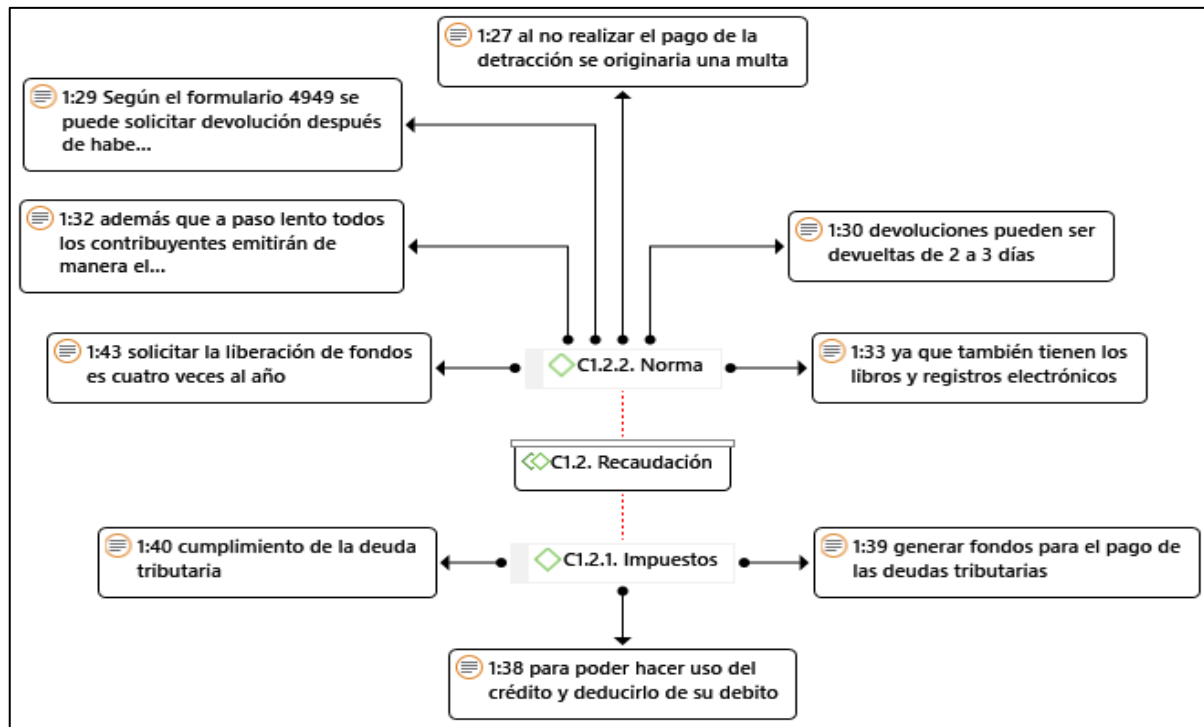 1:27 al no realizar el pago de la
detracción se originaria una multa
1:29 Según el formulario 4949 se
puede solicitar devolución después
de habe...
1:32 además que a paso lento todos
los contribuyentes emitirán de
manera el...
1:30 devoluciones pueden ser
devueltas de 2 a 3 días
1:43 solicitar la liberación de fondos
es cuatro veces al año
C1.2.2. Norma
1:33 ya que también tienen los
libros y registros electrónicos
C1.2. Recaudación
1:40 cumplimiento de la deuda
tributaria
C1.2.1. Impuestos
1:39 generar fondos para el pago de
las deudas tributarias
1:38 para poder hacer uso del
crédito y deducirlo de su debito